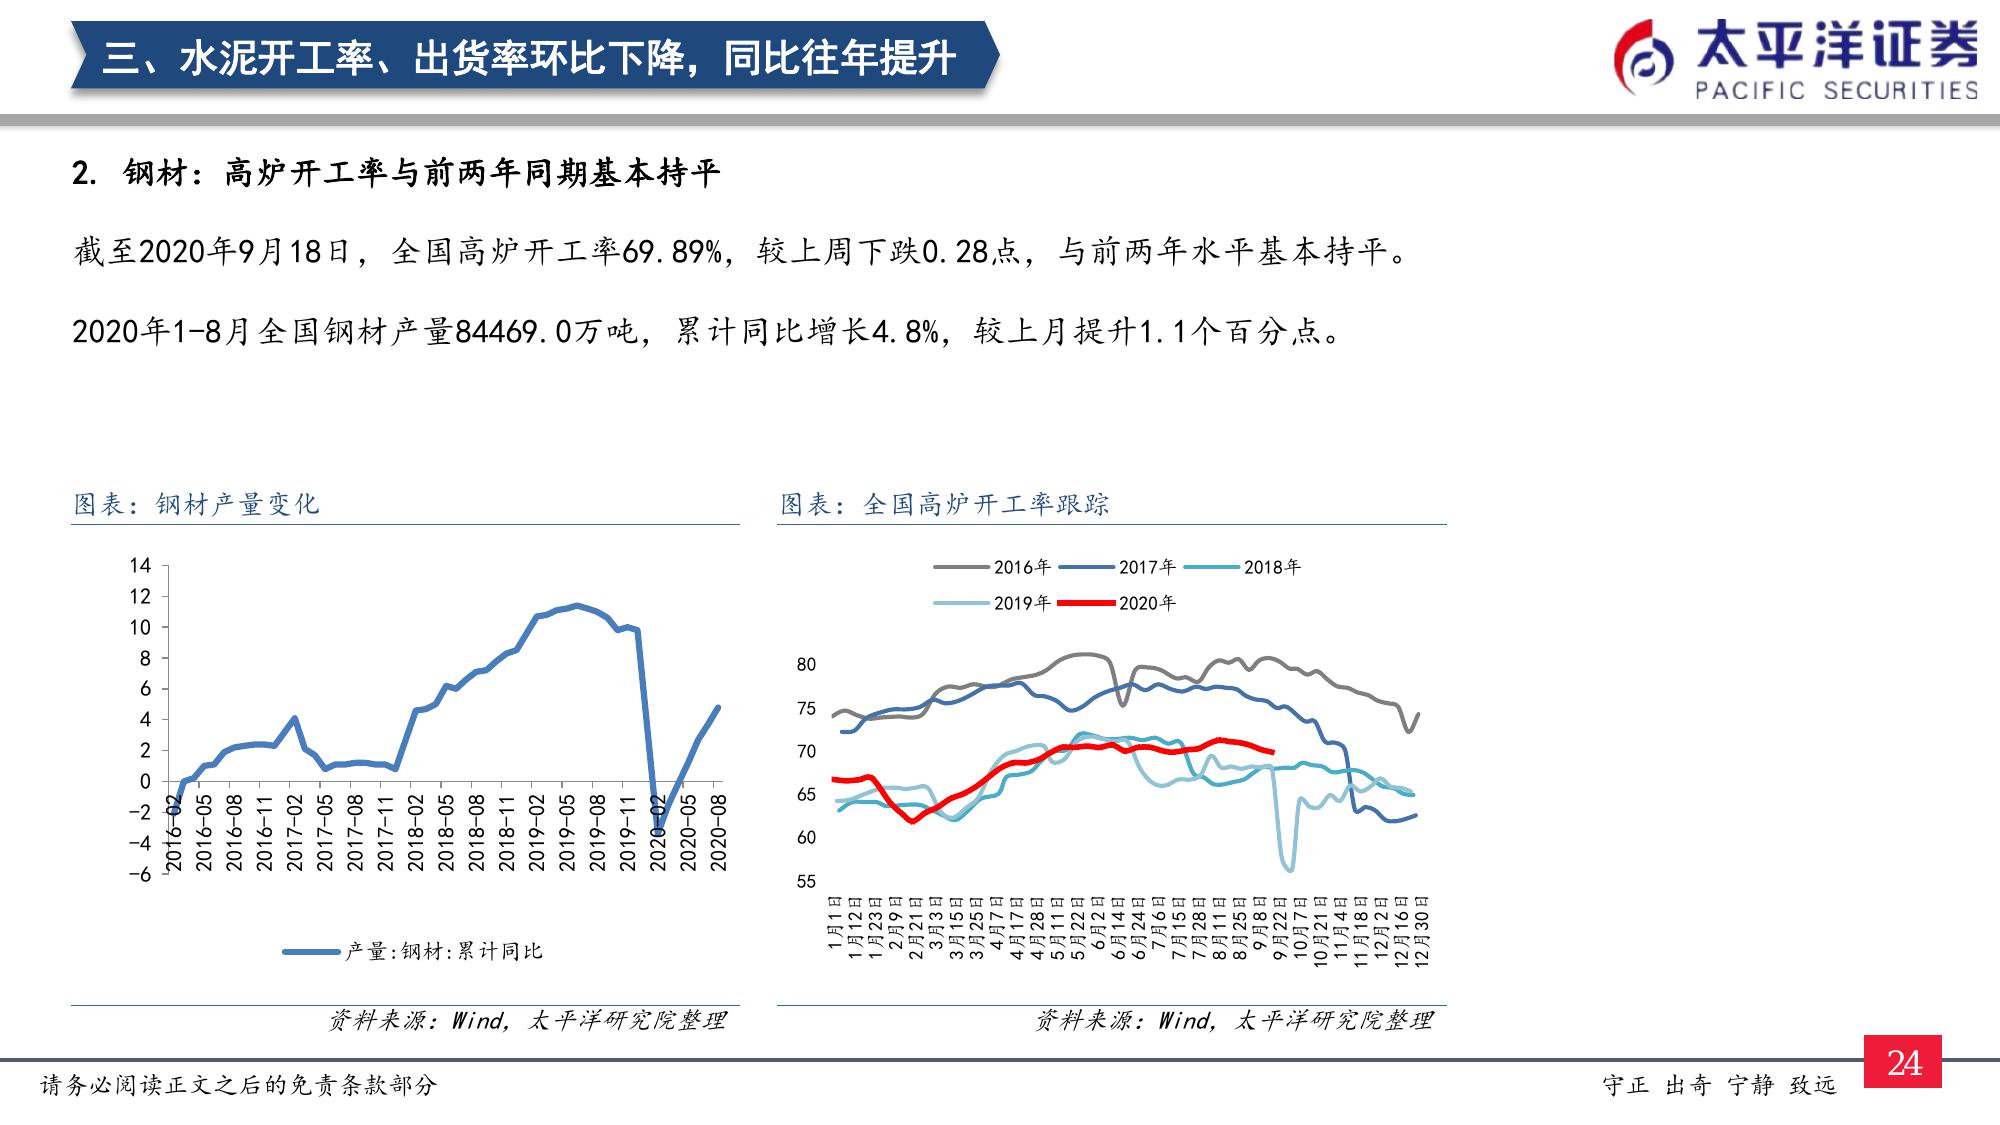 三、水泥开工率、出货率环比下降，同比往年提升
太平洋证券
PACIFIC SECURITIES
2. 钢材：高炉开工率与前两年同期基本持平
截至2020年9月18日，全国高炉开工率69.89%，较上周下跌0.28点，与前两年水平基本持平。
2020年1-8月全国钢材产量84469.0万吨，累计同比增长4.8%，较上月提升1.1个百分点。
图表：钢材产量变化
14
12
10
8
6
4
2
0
-2
-4
-6
2016-02
2016-05
2016-08
2016-11
2017-02
2017-05
2017-08
2017-11
2018-02
2018-05
2018-08
2018-11
2019-02
2019-05
2019-08
2019-11
2020-02
2020-05
2020-08
产量:钢材:累计同比
资料来源：Wind，太平洋研究院整理
图表：全国高炉开工率跟踪
2016年 2017年 2018年
2019年 2020年
80
75
70
65
60
55
1月1日
1月12日
1月23日
2月9日
2月21日
3月3日
3月15日
3月25日
4月7日
4月17日
4月28日
5月11日
5月22日
6月2日
6月14日
6月24日
7月6日
7月15日
7月28日
8月11日
8月25日
9月8日
9月22日
10月7日
10月21日
11月4日
11月18日
12月2日
12月16日
12月30日
资料来源：Wind，太平洋研究院整理
请务必阅读正文之后的免责条款部分
守正 出奇 宁静 致远
24